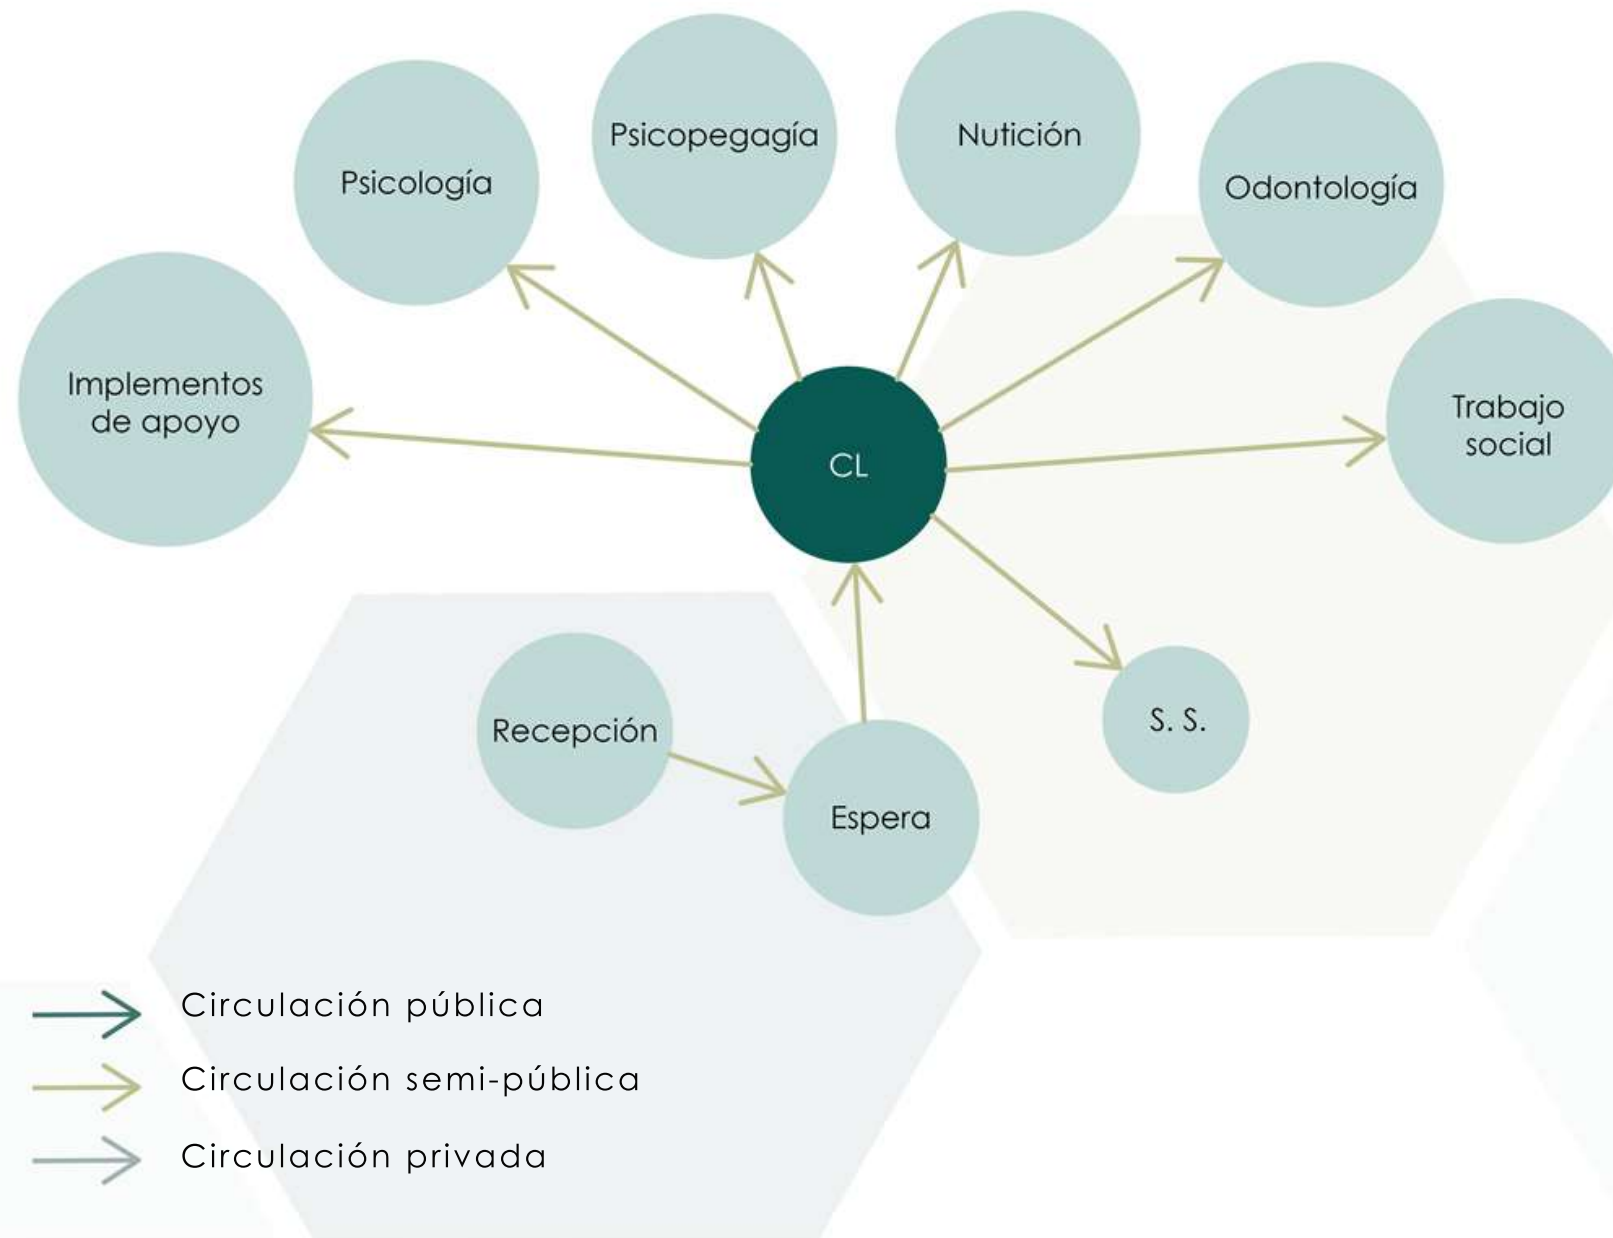 Psicopegagía
Nutición
Psicología
Odontología
Implementos
de apoyo
Trabajo
social
CL
Recepción
S. S.
Espera
Circulación pública
Circulación semi-pública
Circulación privada